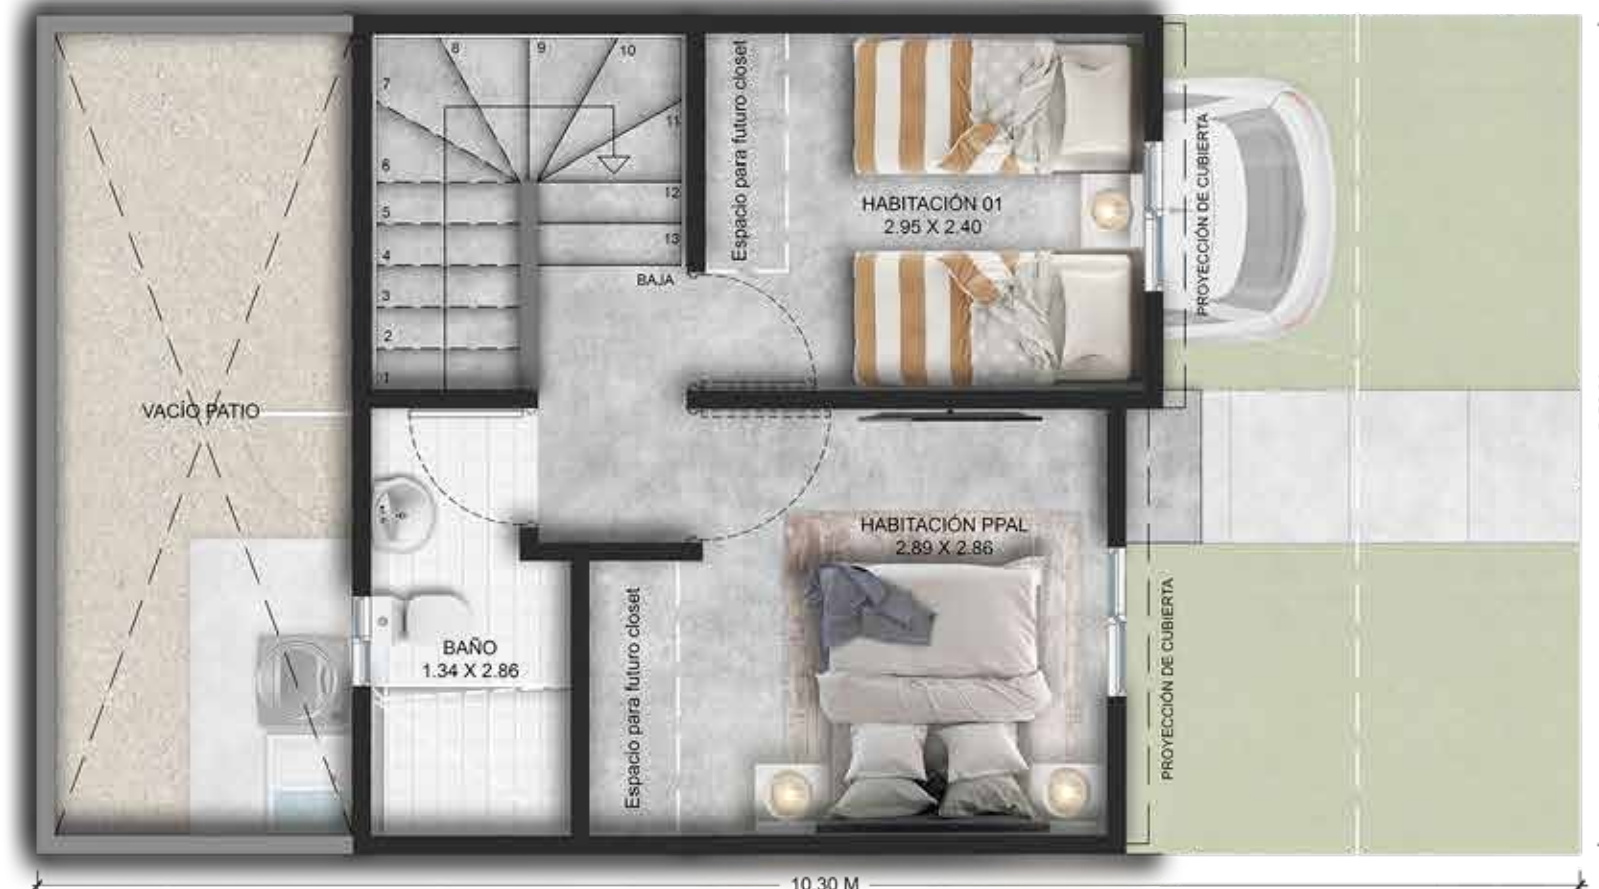 8
9
10
7
11
6
12
5
13
4
BAJA
3
2
1
Espacio para futuro closet
HABITACIÓN 01
2.95 X 2.40
PROYECCIÓN DE CUBIERTA
VACÍO PATIO
HABITACIÓN PPAL
2.89 X 2.86
BAÑO
1.34 X 2.86
Espacio para futuro closet
PROYECCIÓN DE CUBIERTA
10.30 M